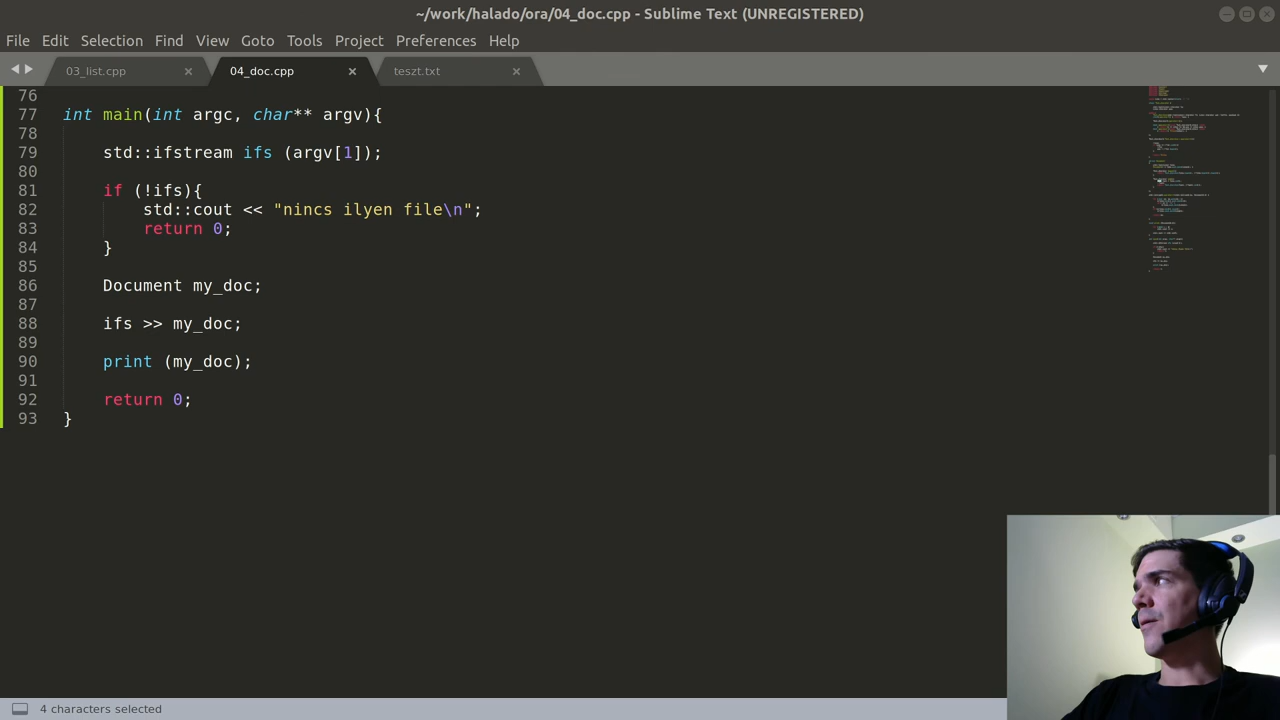 ~/work/halado/ora/04_doc.cpp - Sublime Text (UNREGISTERED)
File Edit Selection Find View Goto Tools Project Preferences Help
03_list.cpp 04_doc.cpp teszt.txt
76
77 int main(int argc, char** argv){
78
79 std::ifstream ifs (argv[1]);
80
81 if (!ifs){
82 std::cout << "nincs ilyen file\n";
83 return 0;
84 }
85
86 Document my_doc;
87
88 ifs >> my_doc;
89
90 print (my_doc);
91
92 return 0;
93 }
4 characters selected